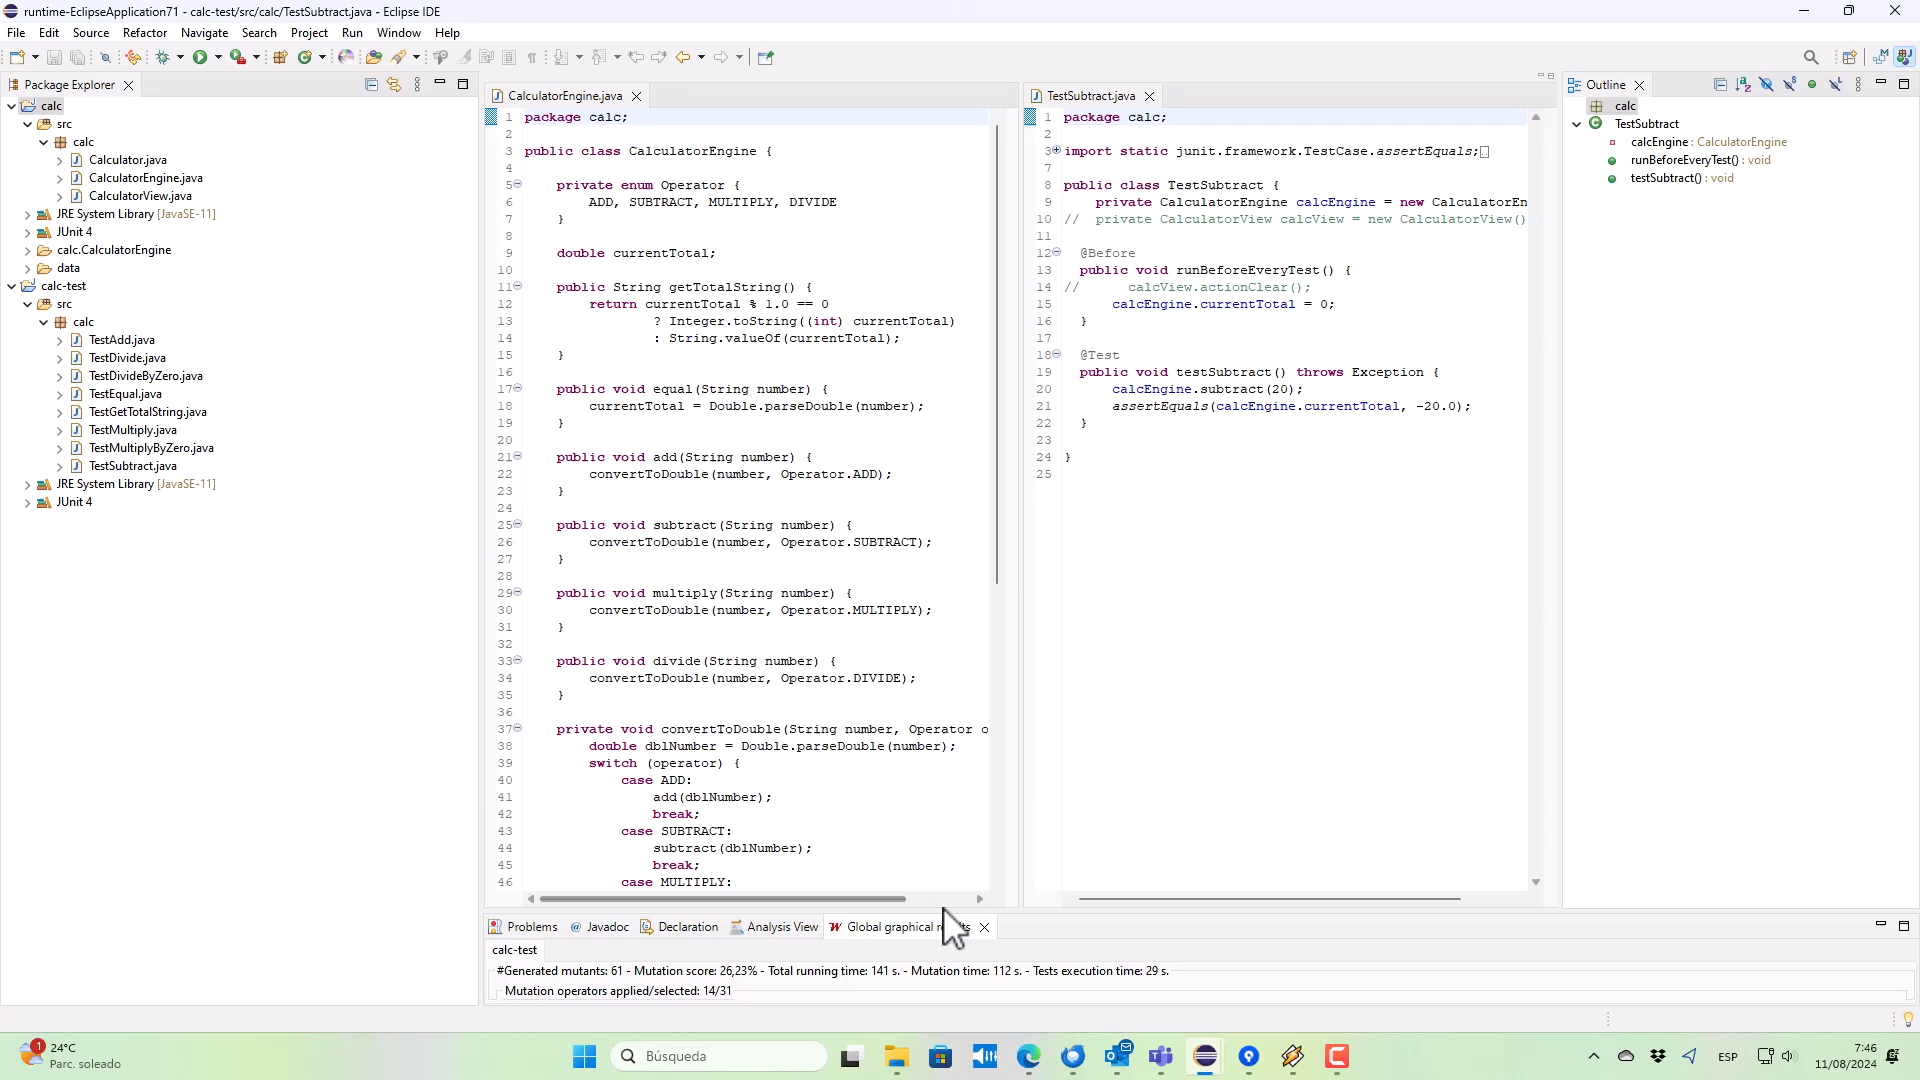 runtime-EclipseApplication71 - calc-test/src/calc/TestSubtract.java - Eclipse IDE
File Edit Source Refactor Navigate Search Project Run Window Help
Package Explorer
calc
src
calc
Calculator.java
CalculatorEngine.java
CalculatorView.java
JRE System Library [JavaSE-11]
JUnit 4
calc.CalculatorEngine
data
calc-test
src
calc
TestAdd.java
TestDivide.java
TestDivideByZero.java
TestEqual.java
TestGetTotalString.java
TestMultiply.java
TestMultiplyByZero.java
TestSubtract.java
JRE System Library [JavaSE-11]
JUnit 4
CalculatorEngine.java
1 package calc;
2
3 public class CalculatorEngine {
4
5 private enum Operator {
6 ADD, SUBTRACT, MULTIPLY, DIVIDE
7 }
8
9 double currentTotal;
10
11 public String getTotalString() {
12 return currentTotal % 1.0 == 0
13 ? Integer.toString((int) currentTotal)
14 : String.valueOf(currentTotal);
15 }
16
17 public void equal(String number) {
18 currentTotal = Double.parseDouble(number);
19 }
20
21 public void add(String number) {
22 convertToDouble(number, Operator.ADD);
23 }
24
25 public void subtract(String number) {
26 convertToDouble(number, Operator.SUBTRACT);
27 }
28
29 public void multiply(String number) {
30 convertToDouble(number, Operator.MULTIPLY);
31 }
32
33 public void divide(String number) {
34 convertToDouble(number, Operator.DIVIDE);
35 }
36
37 private void convertToDouble(String number, Operator o
38 double dblNumber = Double.parseDouble(number);
39 switch (operator) {
40 case ADD:
41 add(dblNumber);
42 break;
43 case SUBTRACT:
44 subtract(dblNumber);
45 break;
46 case MULTIPLY:
TestSubtract.java
1 package calc;
2
3 import static junit.framework.TestCase.assertEquals;
7
8 public class TestSubtract {
9 private CalculatorEngine calcEngine = new CalculatorEn
10 // private CalculatorView calcView = new CalculatorView()
11
12 @Before
13 public void runBeforeEveryTest() {
14 // calcView.actionClear();
15 calcEngine.currentTotal = 0;
16 }
17
18 @Test
19 public void testSubtract() throws Exception {
20 calcEngine.subtract(20);
21 assertEquals(calcEngine.currentTotal, -20.0);
22 }
23
24 }
25
Outline
calc
TestSubtract
calcEngine : CalculatorEngine
runBeforeEveryTest() : void
testSubtract() : void
Problems @ Javadoc Declaration Analysis View Global graphical
calc-test
#Generated mutants: 61 - Mutation score: 26,23% - Total running time: 141 s. - Mutation time: 112 s. - Tests execution time: 29 s.
Mutation operators applied/selected: 14/31
1
24°C
Parc. soleado
Búsqueda
ESP
7:46
11/08/2024